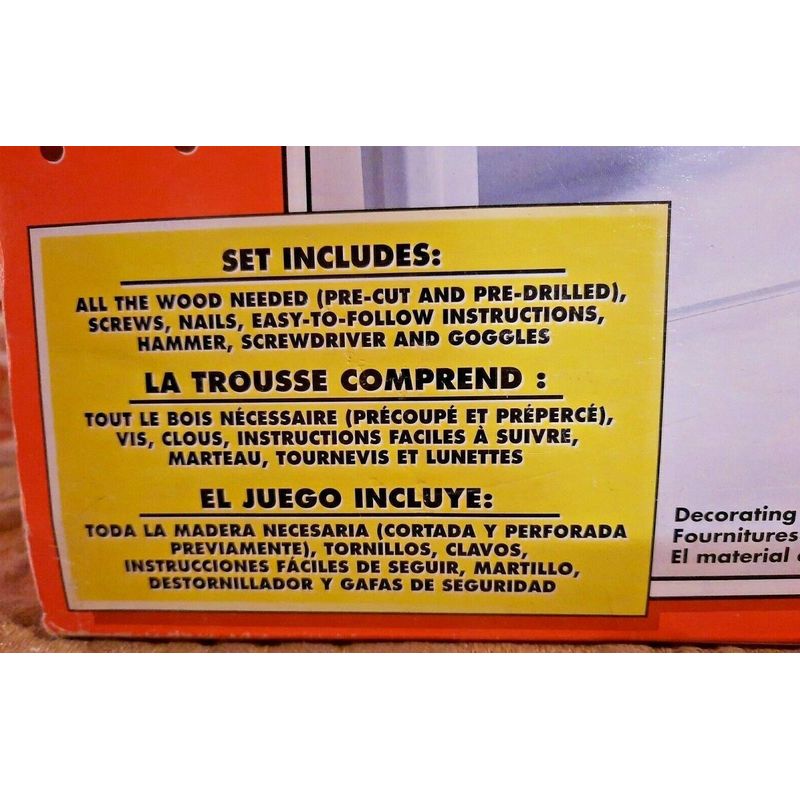 SET INCLUDES:
ALL THE WOOD NEEDED (PRE-CUT AND PRE-DRILLED),
SCREWS, NAILS, EASY-TO-FOLLOW INSTRUCTIONS,
HAMMER, SCREWDRIVER AND GOGGLES
LA TROUSSE COMPREND :
TOUT LE BOIS NÉCESSAIRE (PRÉCOUPÉ ET PRÉPERCÉ),
VIS, CLOUS, INSTRUCTIONS FACILES À SUIVRE,
MARTEAU, TOURNEVIS ET LUNETTES
EL JUEGO INCLUYE:
TODA LA MADERA NECESARIA (CORTADA Y PERFORADA
PREVIAMENTE), TORNILLOS, CLAVOS,
INSTRUCCIONES FÁCILES DE SEGUIR, MARTILLO,
DESTORNILLADOR Y GAFAS DE SEGURIDAD
Decorating
Fournitures
El material